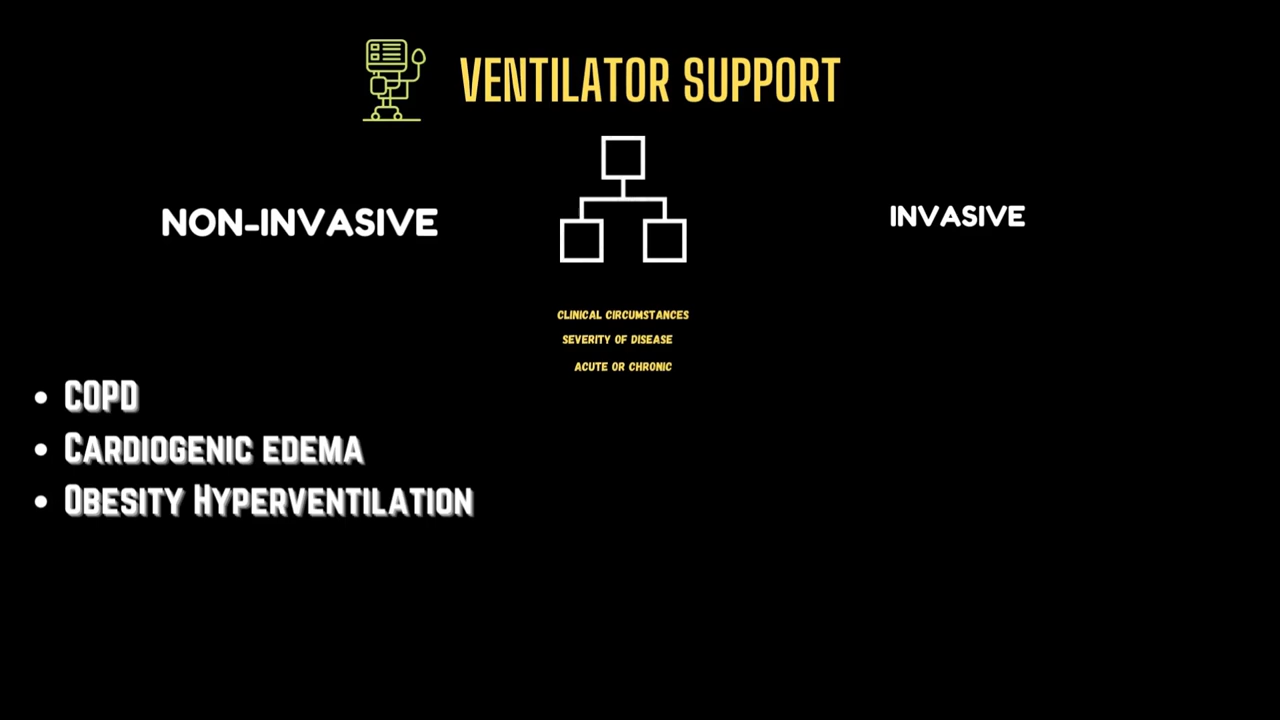 VENTILATOR SUPPORT
NON-INVASIVE
INVASIVE
CLINICAL CIRCUMSTANCES
SEVERITY OF DISEASE
ACUTE OR CHRONIC
• COPD
• CARDIOGENIC EDEMA
• OBESITY HYPERVENTILATION